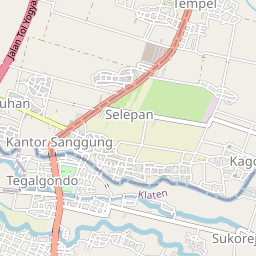 Tempel
Jalan Tol Yogya
Selepan
uhan
Kantor Sanggung
Kago
Tegalgondo
Klaten
Sukorej